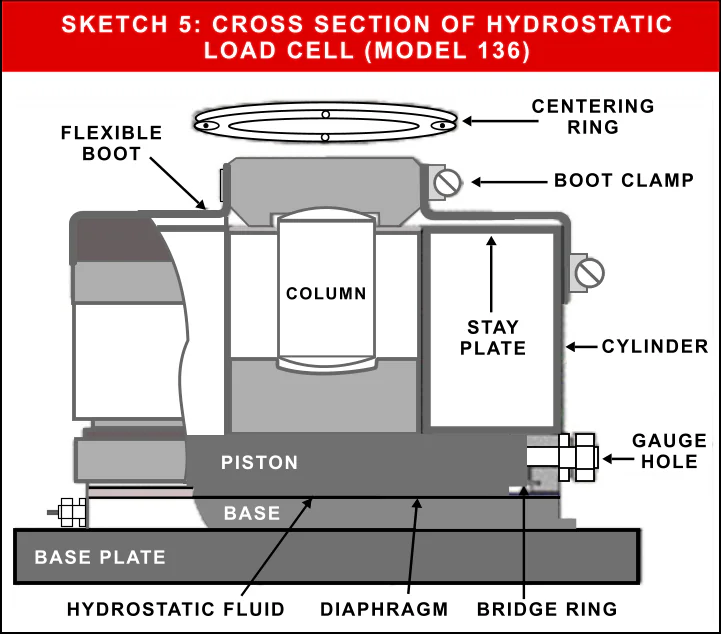 SKETCH 5: CROSS SECTION OF HYDROSTATIC
LOAD CELL (MODEL 136)
CENTERING
RING
FLEXIBLE
BOOT
BOOT CLAMP
COLUMN
STAY
PLATE
CYLINDER
GAUGE
HOLE
PISTON
BASE
BASE PLATE
HYDROSTATIC FLUID
DIAPHRAGM
BRIDGE RING